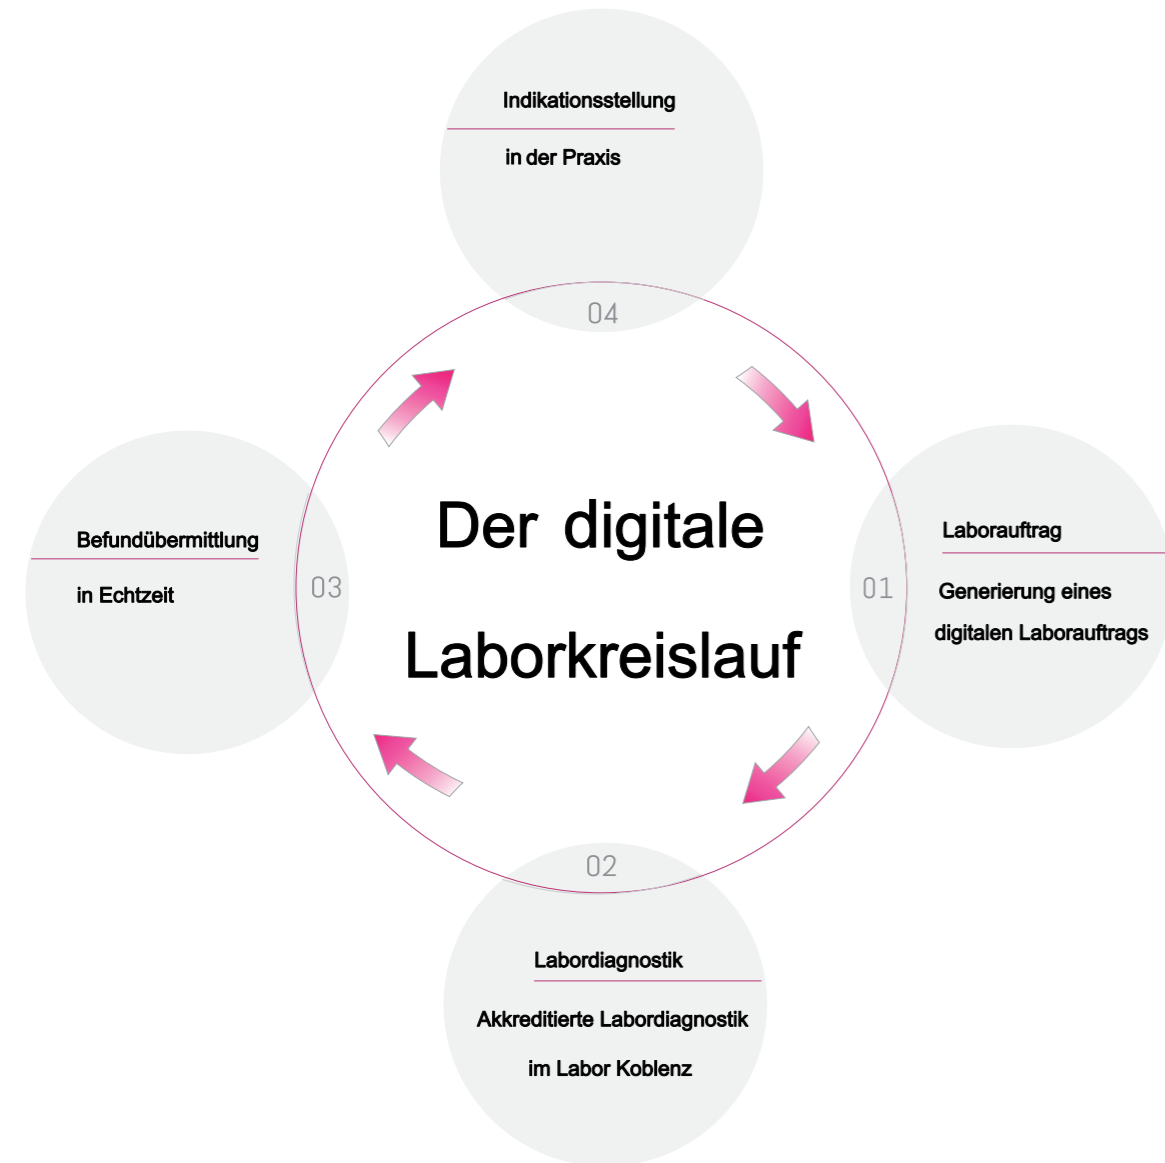 Indikationsstellung
in der Praxis
04
Der digitale
Laborkreislauf
Befundübermittlung
in Echtzeit
03
01
Laborauftrag
Generierung eines
digitalen Laborauftrags
02
Labordiagnostik
Akkreditierte Labordiagnostik
im Labor Koblenz